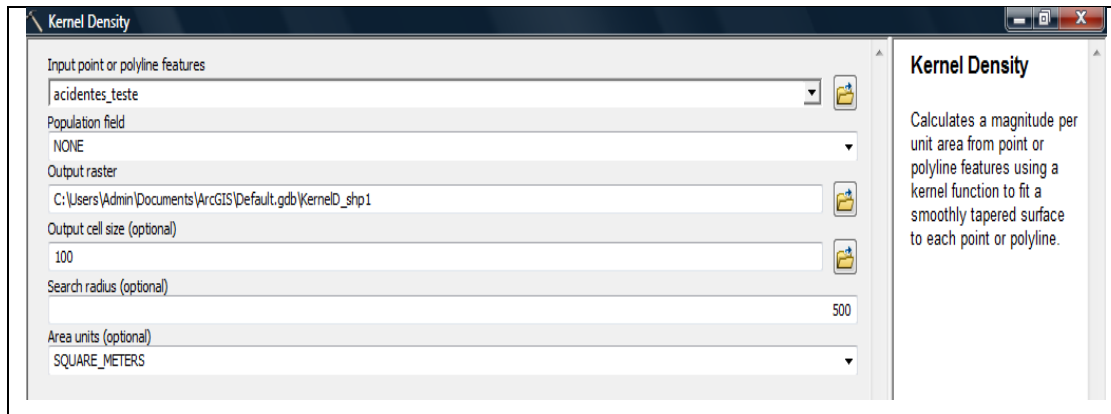 Kernel Density
Input point or polyline features
acidentes_teste
Population field
NONE
Output raster
C:\Users\Admin\Documents\ArcGIS\Default.gdb\KernelD_shp1
Output cell size (optional)
100
Search radius (optional)
500
Area units (optional)
SQUARE_METERS
Kernel Density
Calculates a magnitude per
unit area from point or
polyline features using a
kernel function to fit a
smoothly tapered surface
to each point or polyline.